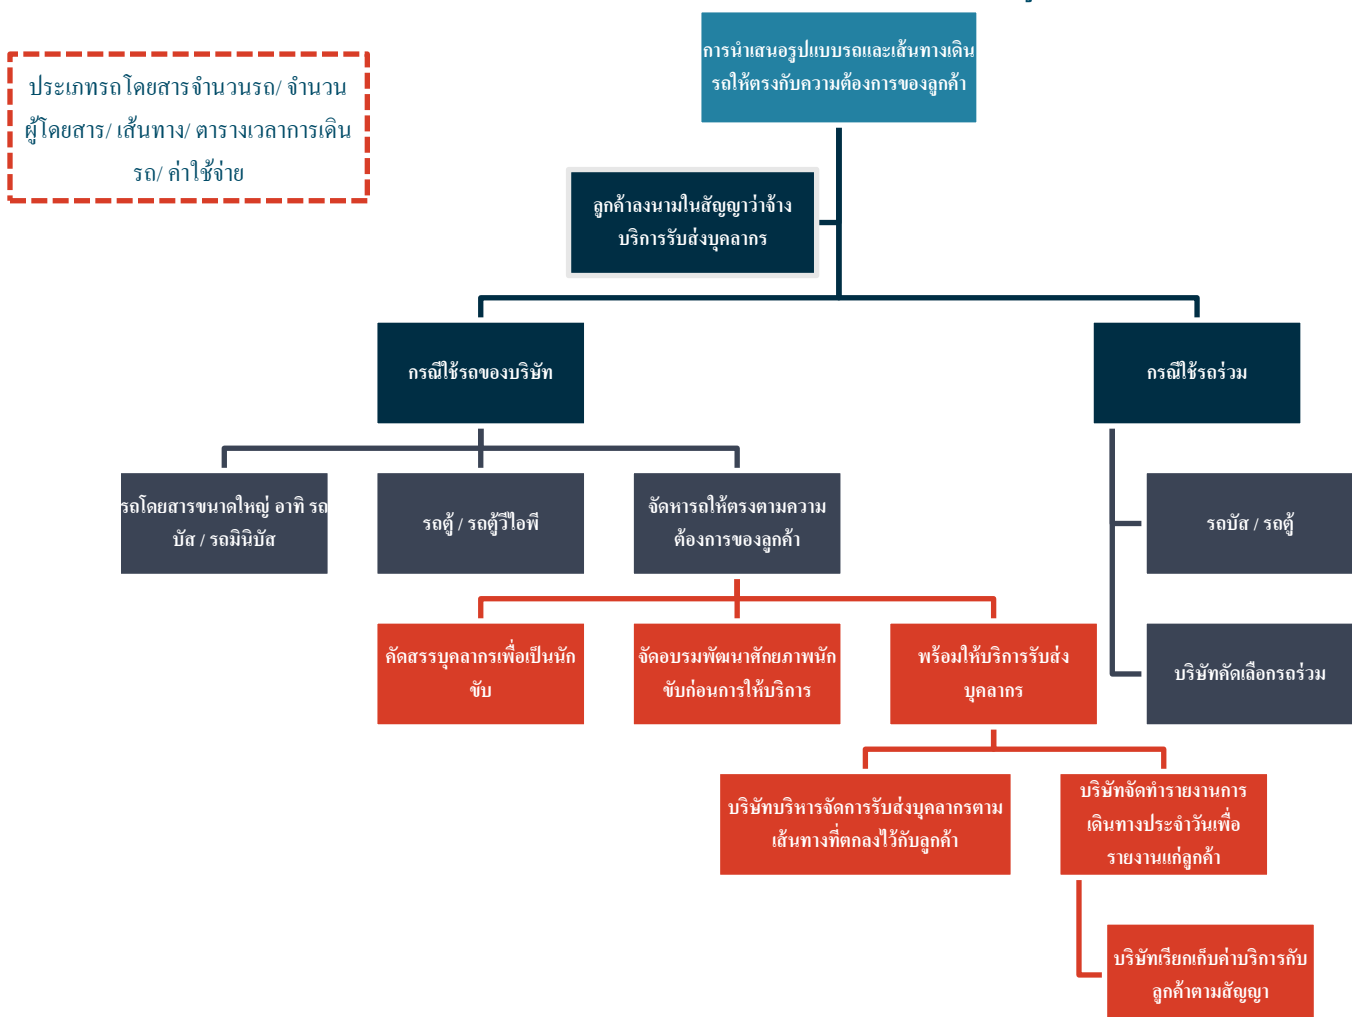 การนำเสนอรูปแบบรถและเส้นทางเดิน
รถให้ตรงกับความต้องการของลูกค้า
ประเภทรถโดยสารจำนวนรถ/ จำนวน
ผู้โดยสาร/ เส้นทาง/ ตารางเวลาการเดิน
รถ/ ค่าใช้จ่าย
ลูกค้าลงนามในสัญญาว่าจ้าง
บริการรับส่งบุคลากร
กรณีใช้รถของบริษัท
กรณีใช้รถร่วม
รถโดยสารขนาดใหญ่ อาทิ รถ
บัส / รถมินิบัส
รถตู้ / รถตู้วีไอพี
จัดหารถให้ตรงตามความ
ต้องการของลูกค้า
รถบัส / รถตู้
คัดสรรบุคลากรเพื่อเป็นนัก
ขับ
จัดอบรมพัฒนาศักยภาพนัก
ขับก่อนการให้บริการ
พร้อมให้บริการรับส่ง
บุคลากร
บริษัทคัดเลือกรถร่วม
บริษัทบริหารจัดการรับส่งบุคลากรตาม
เส้นทางที่ตกลงไว้กับลูกค้า
บริษัทจัดทำรายงานการ
เดินทางประจำวันเพื่อ
รายงานแก่ลูกค้า
บริษัทเรียกเก็บค่าบริการกับ
ลูกค้าตามสัญญา